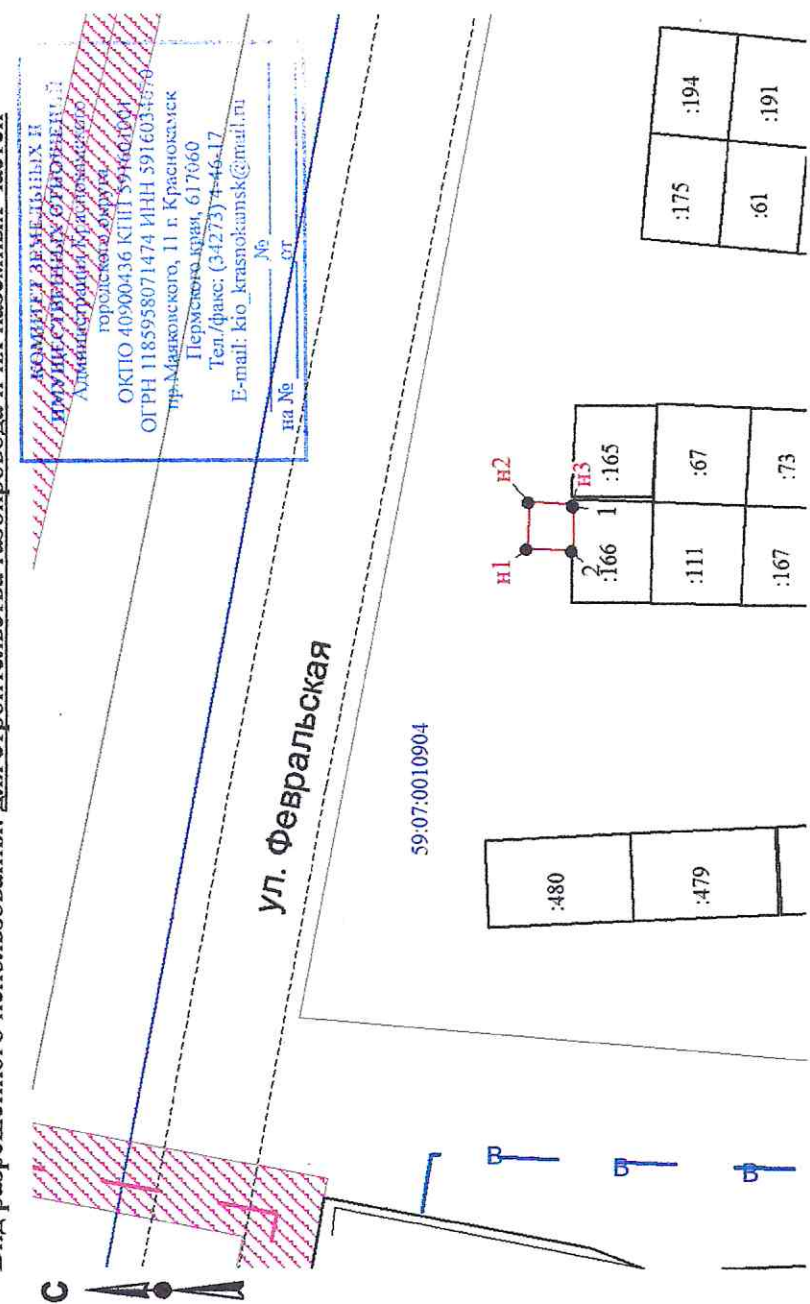 Вид разрешенного использования: для строительства газопровода и их наземных частей
КОМИТЕТ ЗЕМЕЛЬНЫХ И
ИМУЩЕСТВЕННЫХ ОТНОШЕНИЙ
Администрации Краснокамского
городского округа
ОКПО 40900436 КПП 591601001
ОГРН 1185958071474 ИНН 5916034670
пр.Маяковского, 11 г. Краснокамск
Пермского края, 617060
Тел./факс: (34273) 4-46-17
E-mail: kio_krasnokamsk@mail.ru
№
на № от
С
ул. Февральская
59:07:0010904
:480
:479
н1
н2
н3
1
2
:166
:165
:111
:67
:167
:73
:175
:194
:61
:191
В
В
В